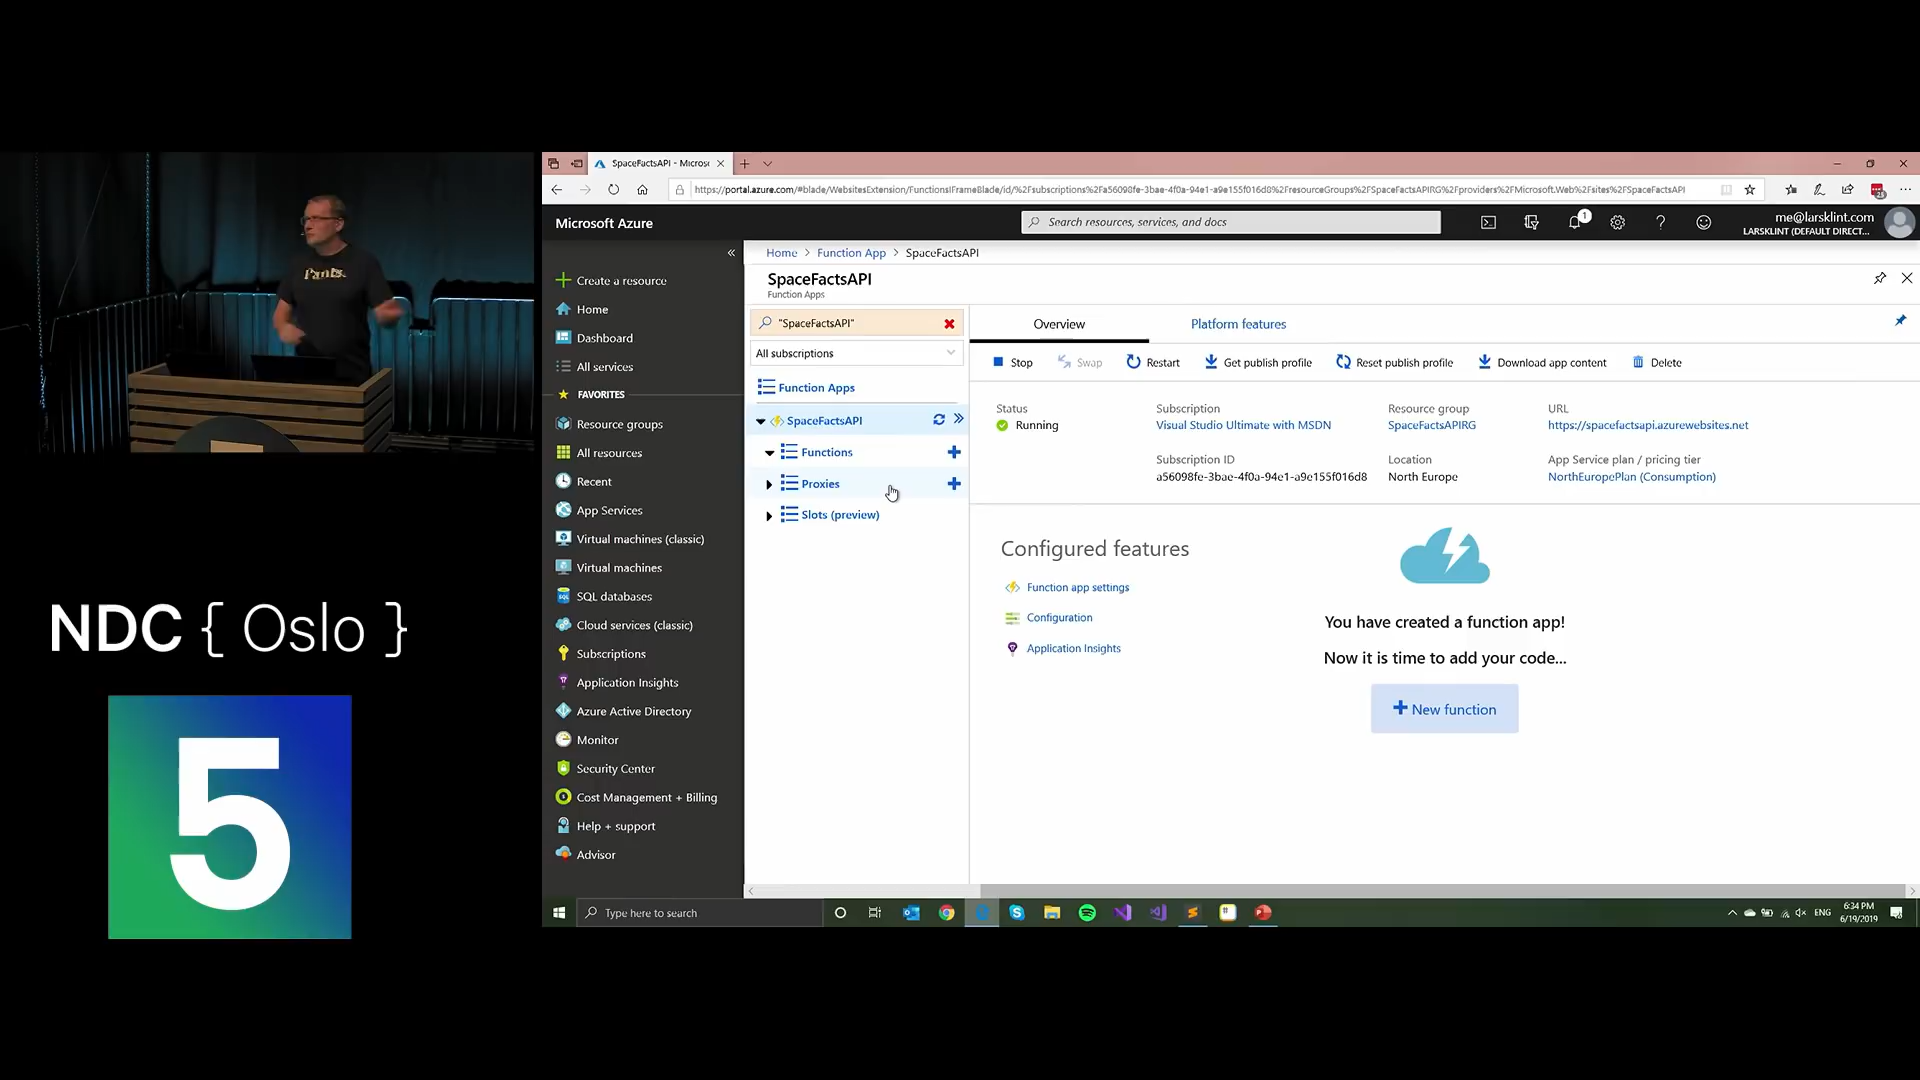 Pants.
NDC { Oslo }
5
SpaceFactsAPI - Micros
https://portal.azure.com/#blade/WebsitesExtension/FunctionsIFrameBlade/id/%2Fsubscriptions%2Fa56098fe-3bae-4f0a-94e1-a9e155f016d8%2FresourceGroups%2FSpaceFactsAPIRG%2Fproviders%2FMicrosoft.Web%2Fsites%2FSpaceFactsAPI
Microsoft Azure
Search resources, services, and docs
1
me@larsklint.com
LARSKLINT (DEFAULT DIRECT...
Create a resource
Home
Dashboard
All services
FAVORITES
Resource groups
All resources
Recent
App Services
Virtual machines (classic)
Virtual machines
SQL databases
Cloud services (classic)
Subscriptions
Application Insights
Azure Active Directory
Monitor
Security Center
Cost Management + Billing
Help + support
Advisor
Home > Function App > SpaceFactsAPI
SpaceFactsAPI
Function Apps
"SpaceFactsAPI"
All subscriptions
Function Apps
SpaceFactsAPI
Functions
Proxies
Slots (preview)
Overview
Platform features
Stop
Swap
Restart
Get publish profile
Reset publish profile
Download app content
Delete
Status
Running
Subscription
Visual Studio Ultimate with MSDN
Resource group
SpaceFactsAPIRG
URL
https://spacefactsapi.azurewebsites.net
Subscription ID
a56098fe-3bae-4f0a-94e1-a9e155f016d8
Location
North Europe
App Service plan / pricing tier
NorthEuropePlan (Consumption)
Configured features
Function app settings
Configuration
Application Insights
You have created a function app!
Now it is time to add your code...
New function
Type here to search
ENG
6:34 PM
6/19/2019